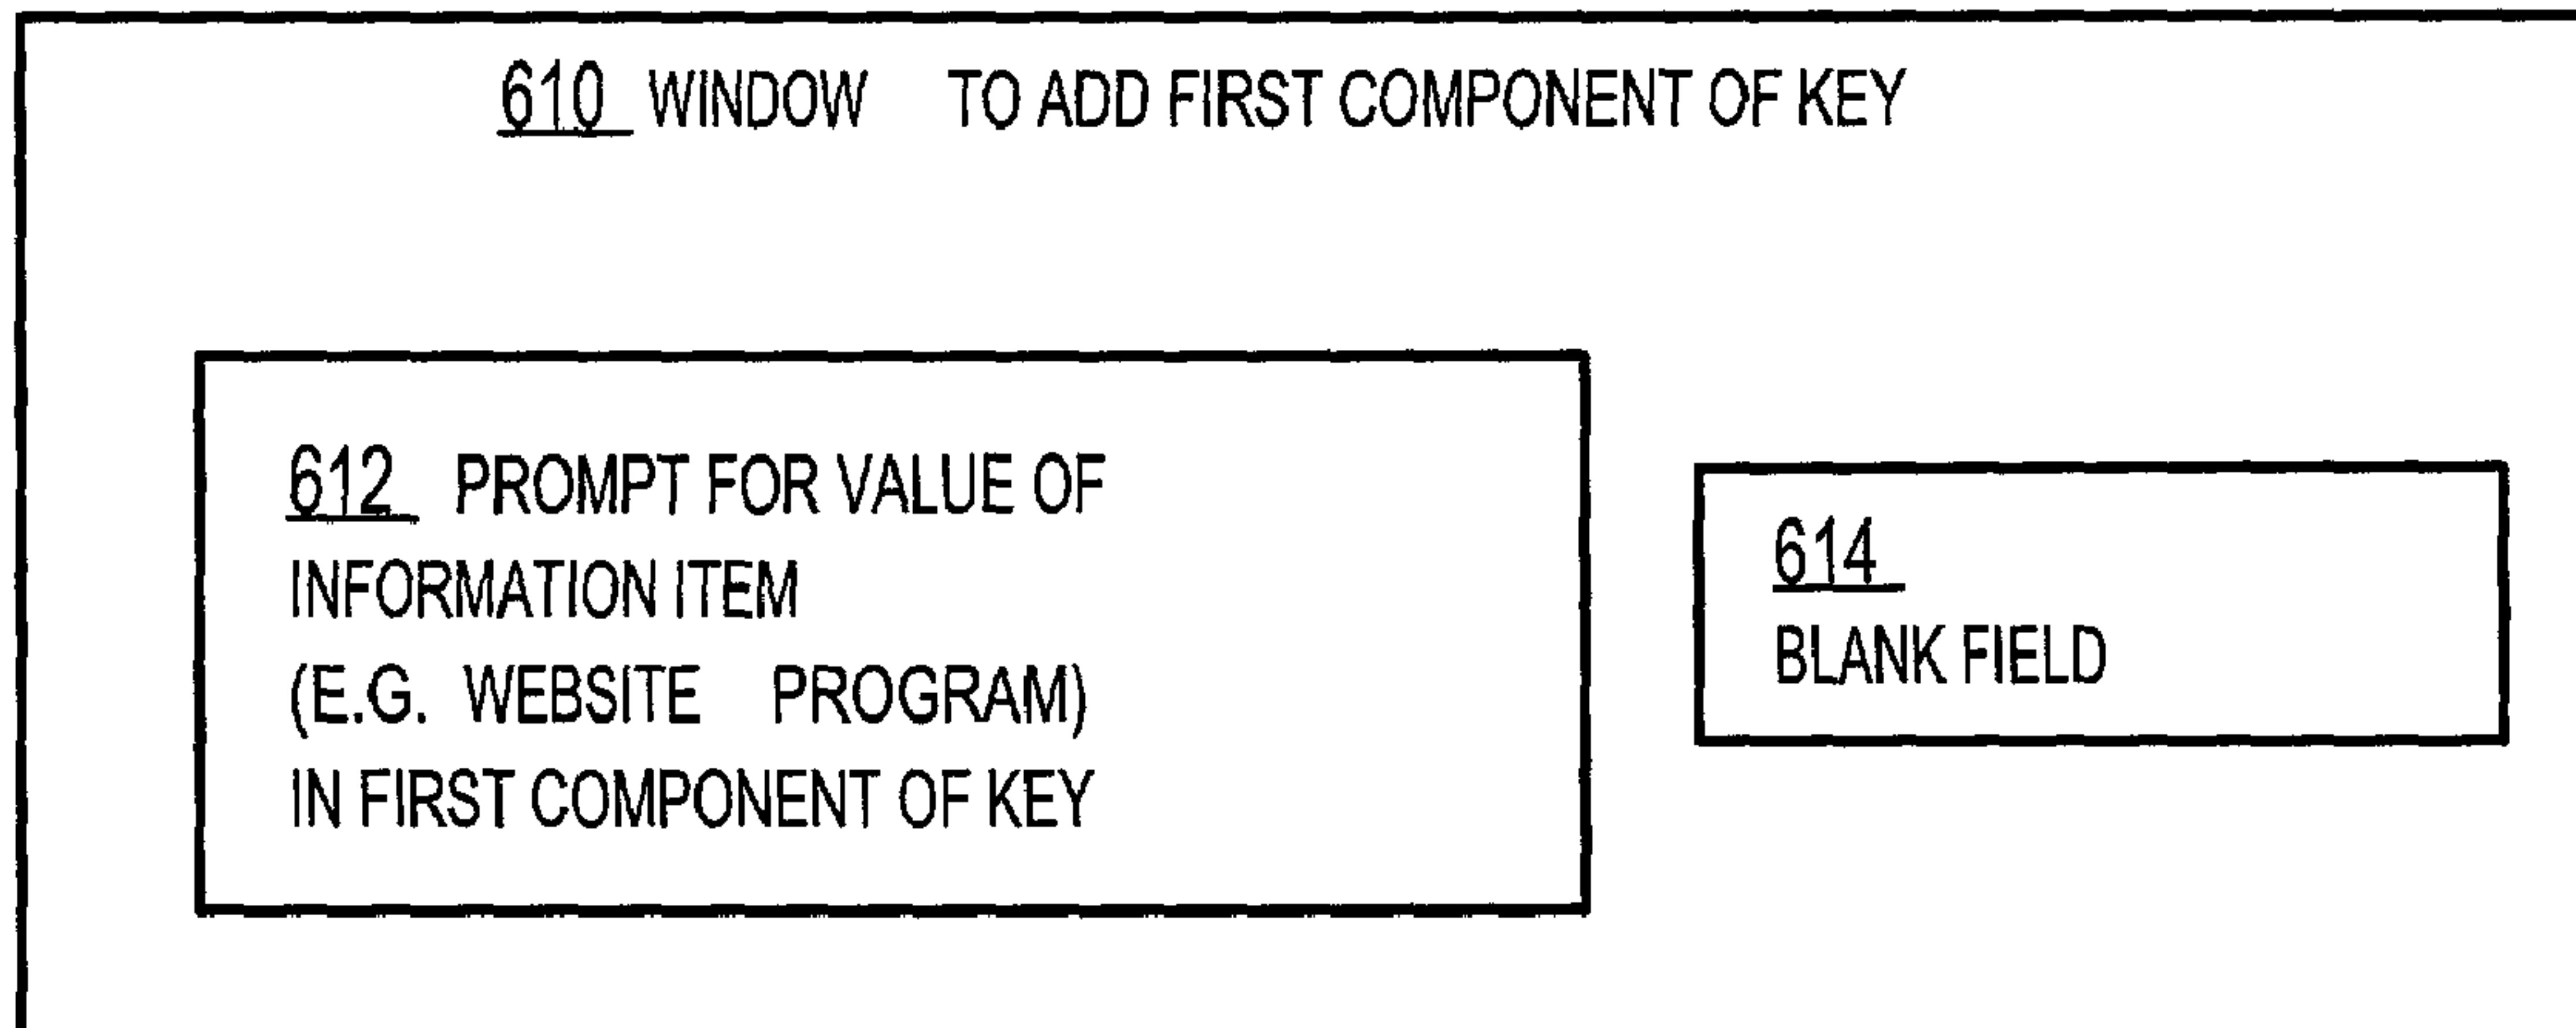 610 WINDOW TO ADD FIRST COMPONENT OF KEY
612 PROMPT FOR VALUE OF
INFORMATION ITEM
(E.G. WEBSITE PROGRAM)
IN FIRST COMPONENT OF KEY
614
BLANK FIELD